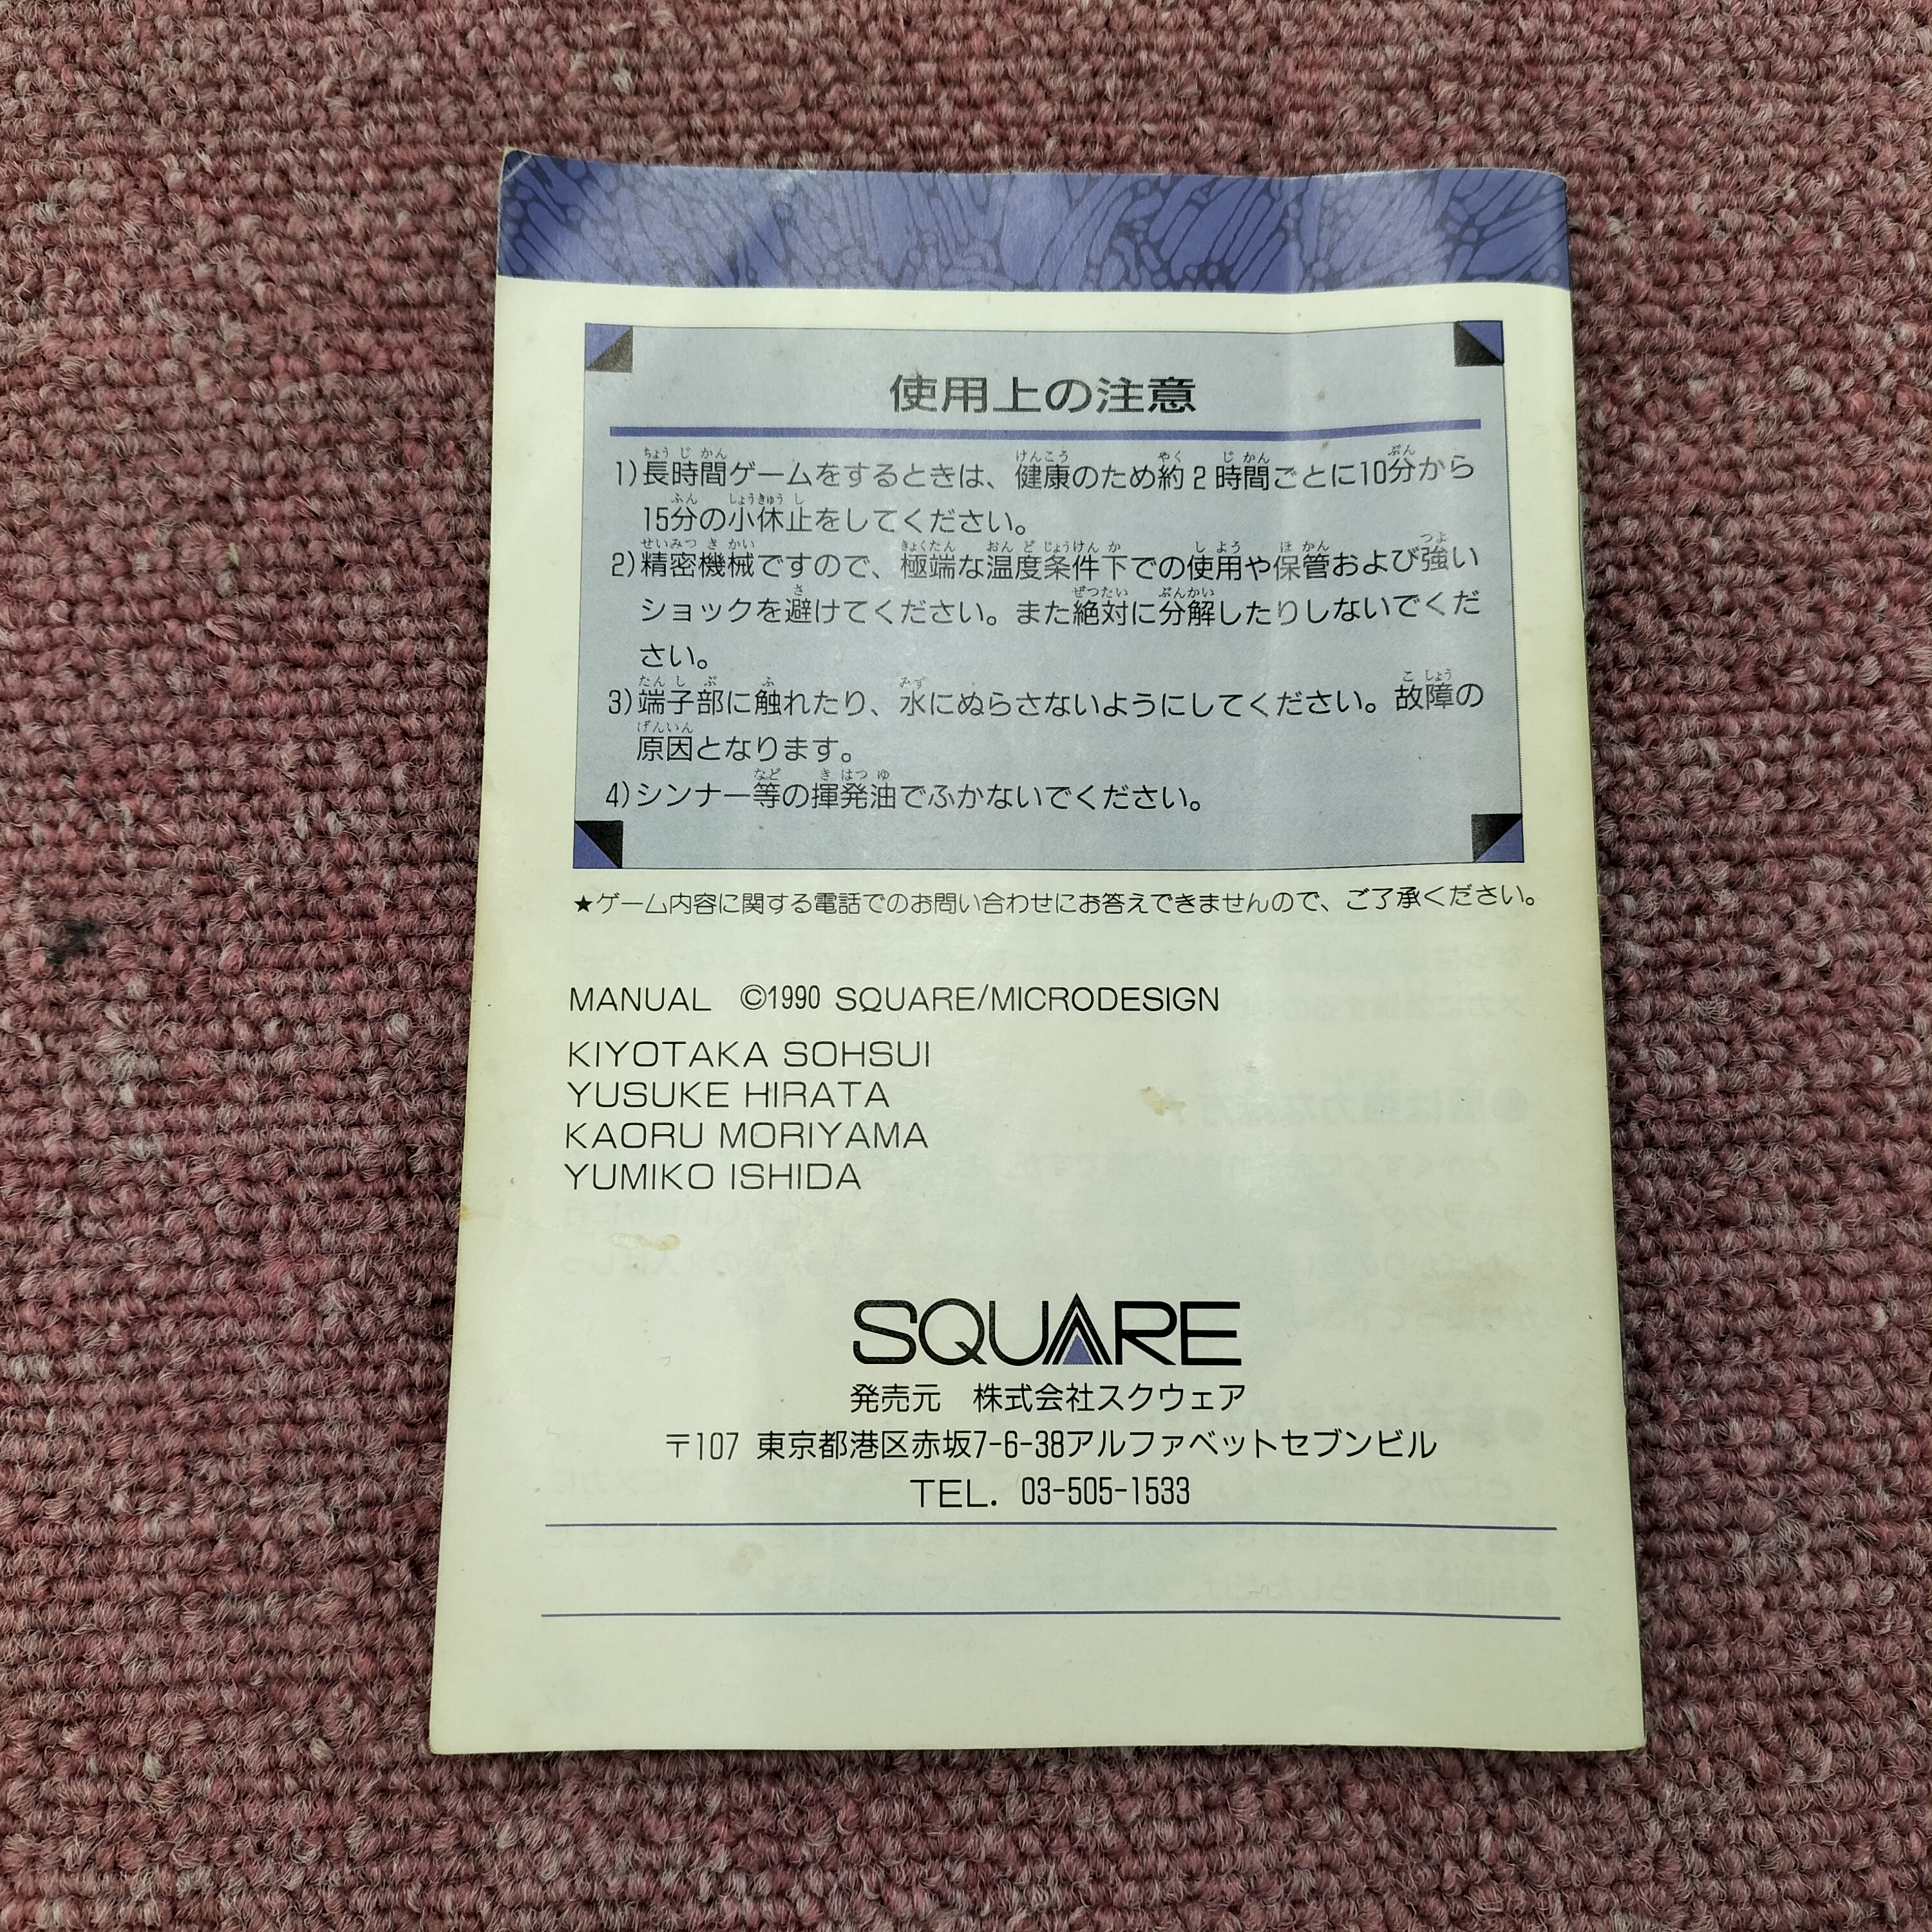 使用上の注意
1)長時間ゲームをするときは、健康のため約2時間ごとに10分から
15分の小休止をしてください。
2)精密機械ですので、極端な温度条件下での使用や保管および強い
ショックを避けてください。また絶対に分解したりしないでくだ
さい。
3)端子部に触れたり、水にぬらさないようにしてください。故障の
原因となります。
4)シンナー等の揮発油でふかないでください。
★ゲーム内容に関する電話でのお問い合わせにお答えできませんので、ご了承ください。
MANUAL ©1990 SQUARE/MICRODESIGN
KIYOTAKA SOHSUI
YUSUKE HIRATA
KAORU MORIYAMA
YUMIKO ISHIDA
SQUARE
発売元 株式会社スクウェア
〒107 東京都港区赤坂7-6-38アルファベットセブンビル
TEL. 03-505-1533